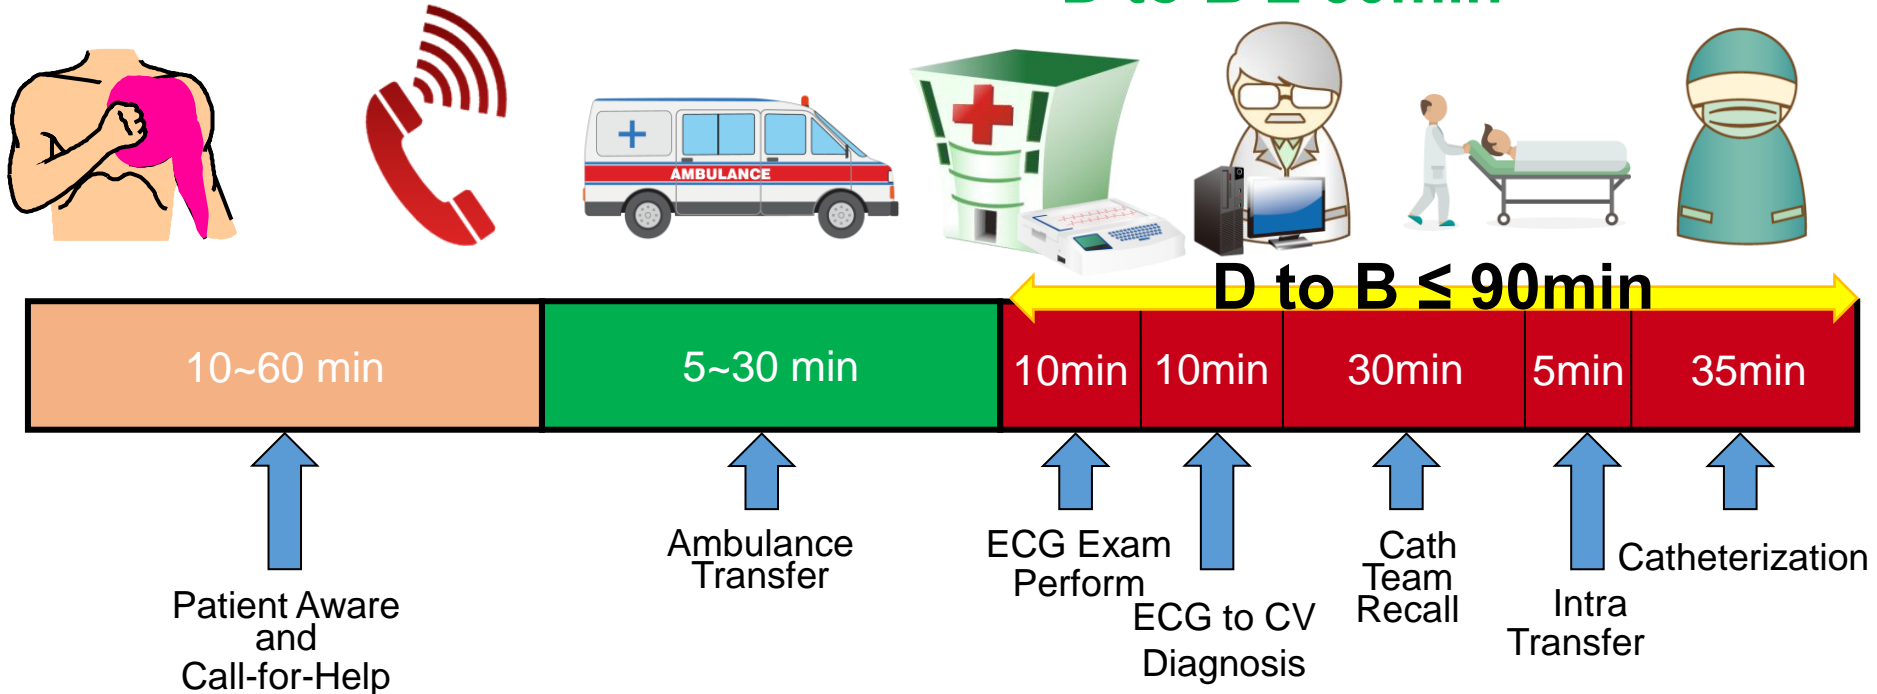 AMBULANCE
D to B ≤ 90min
10~60 min
5~30 min
10min
10min
30min
5min
35min
Patient Aware
and
Call-for-Help
Ambulance
Transfer
ECG Exam
Perform
ECG to CV
Diagnosis
Cath
Team
Recall
Intra
Transfer
Catheterization